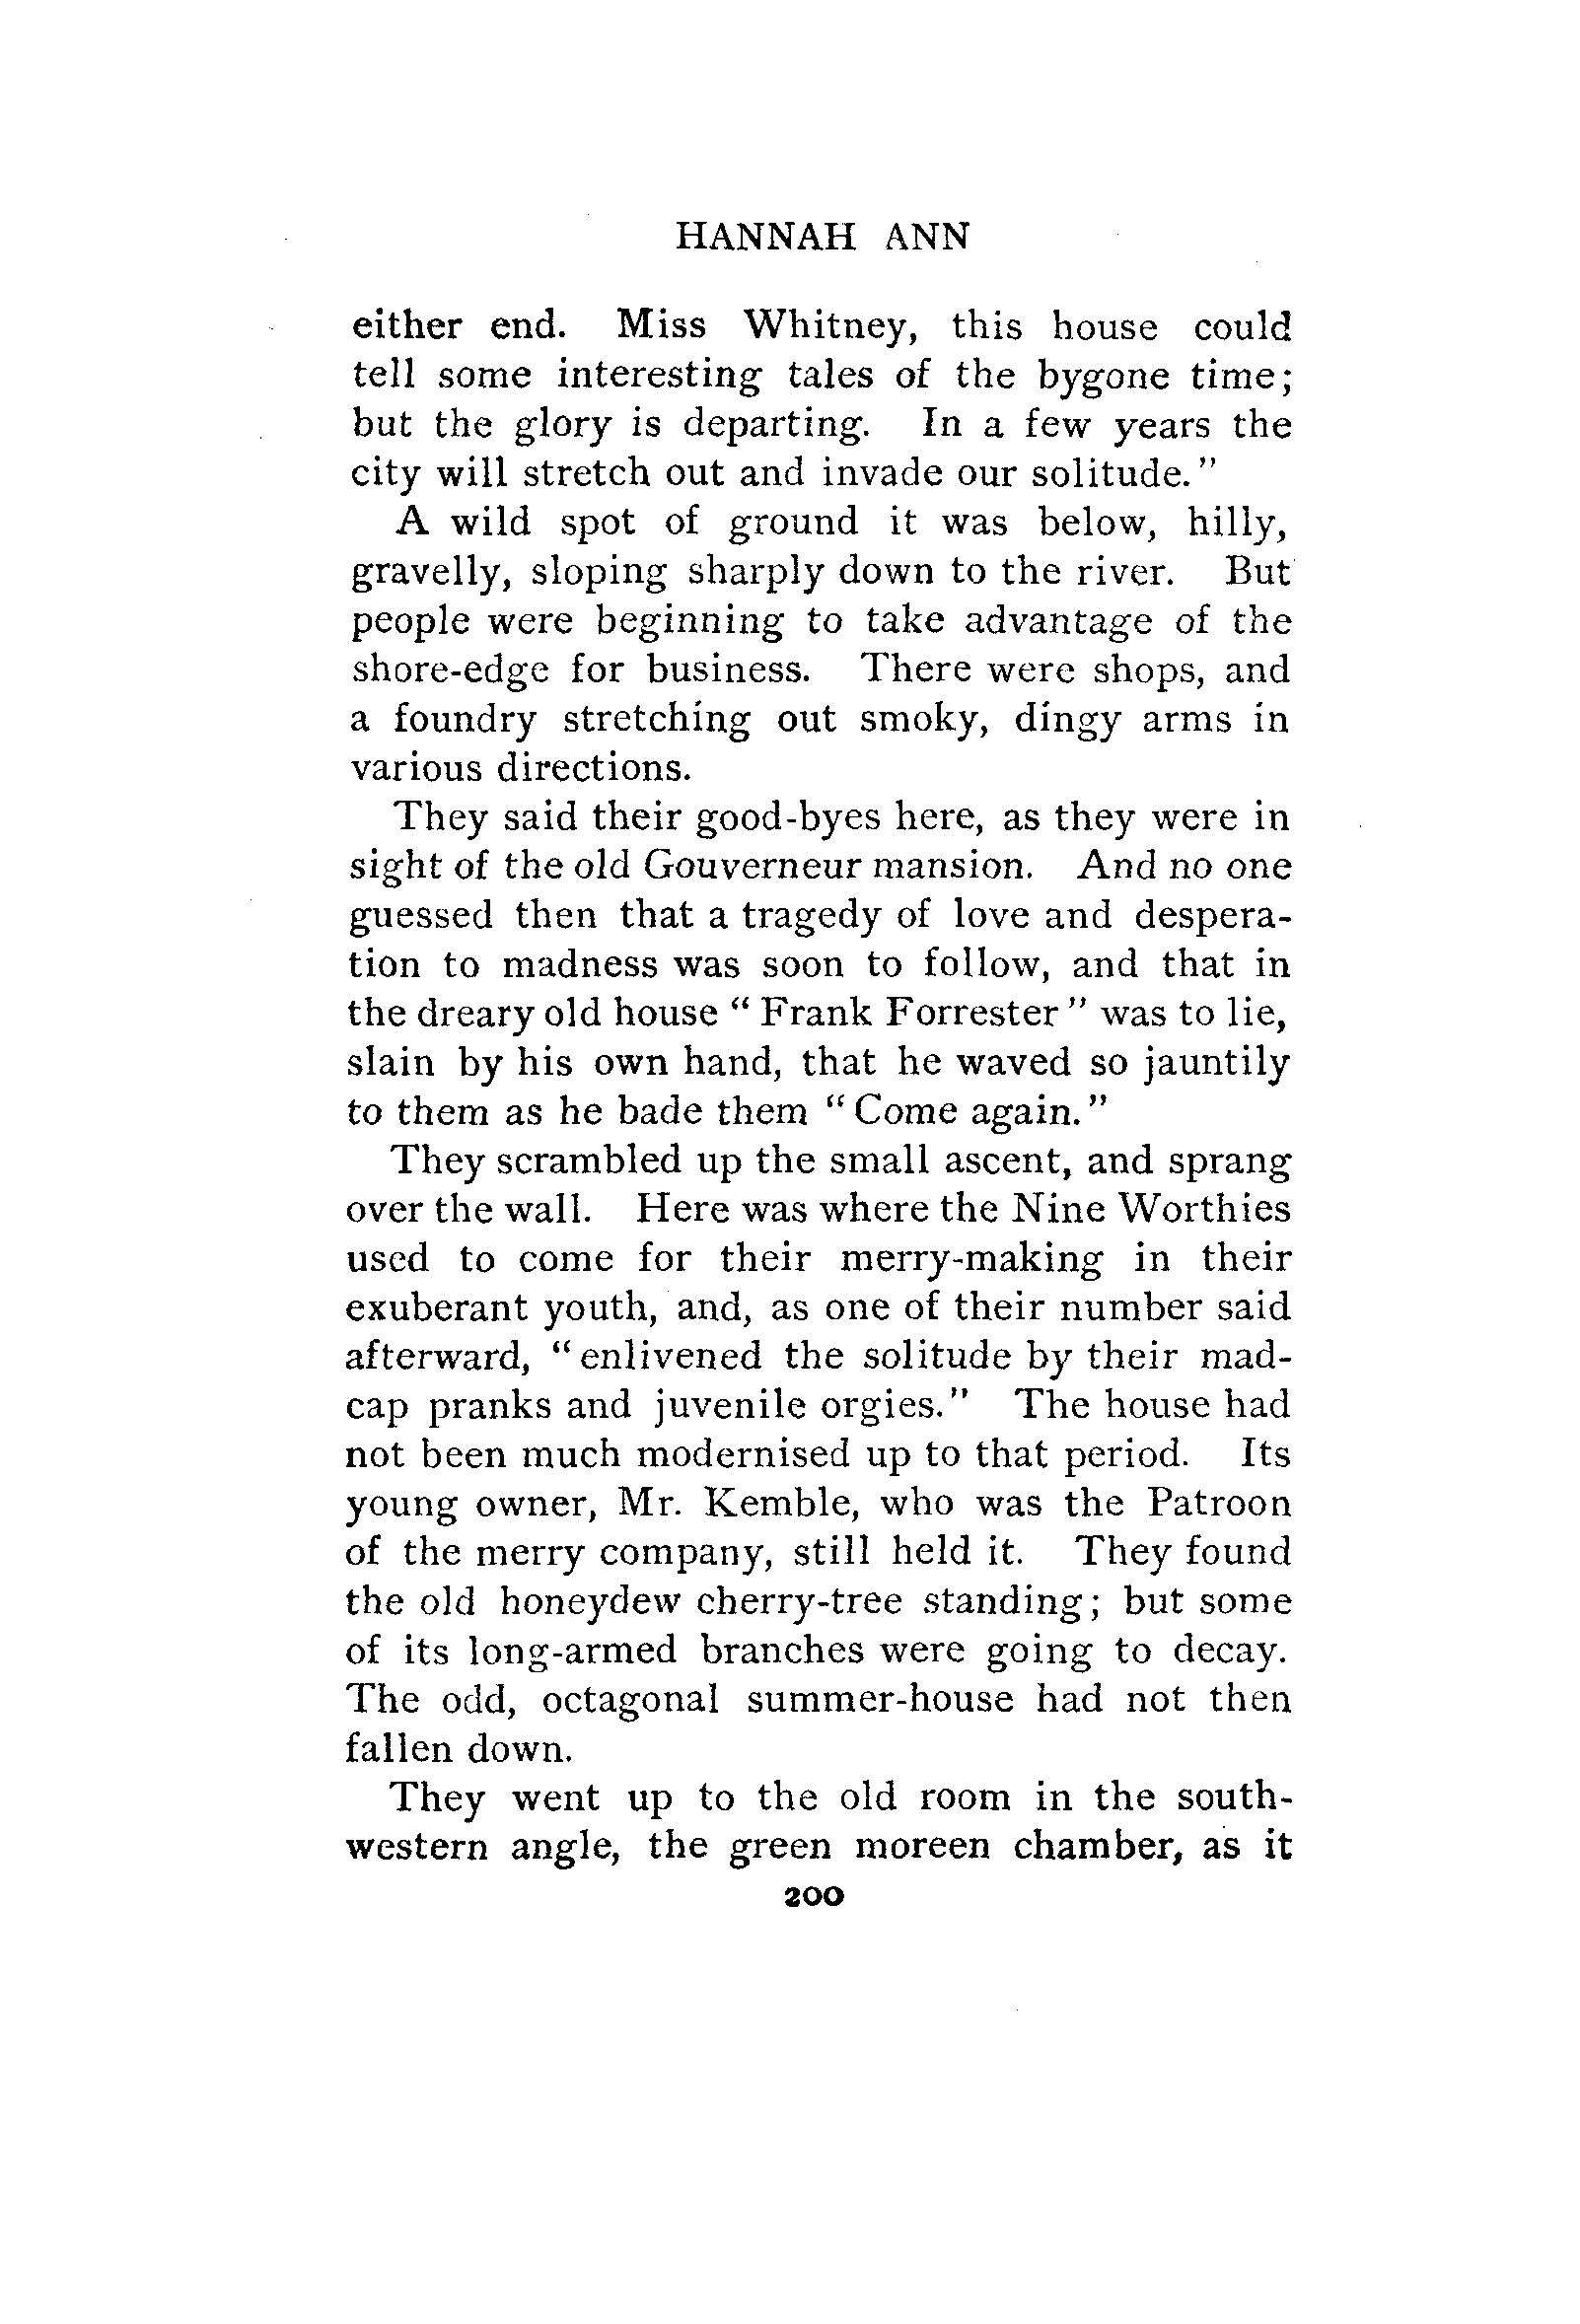 HANNAH ANN
either end. Miss Whitney, this house could
tell some interesting tales of the bygone time;
but the glory is departing. In a few years the
city will stretch out and invade our solitude."
A wild spot of ground it was below, hilly,
gravelly, sloping sharply down to the river. But
people were beginning to take advantage of the
shore-edge for business. There were shops, and
a foundry stretching out smoky, dingy arms in
various directions.
They said their good-byes here, as they were in
sight of the old Gouverneur mansion. And no one
guessed then that a tragedy of love and despera-
tion to madness was soon to follow, and that in
the dreary old house "Frank Forrester" was to lie,
slain by his own hand, that he waved so jauntily
to them as he bade them "Come again."
They scrambled up the small ascent, and sprang
over the wall. Here was where the Nine Worthies
used to come for their merry-making in their
exuberant youth, and, as one of their number said
afterward, "enlivened the solitude by their mad-
cap pranks and juvenile orgies." The house had
not been much modernised up to that period. Its
young owner, Mr. Kemble, who was the Patroon
of the merry company, still held it. They found
the old honeydew cherry-tree standing; but some
of its long-armed branches were going to decay.
The odd, octagonal summer-house had not then
fallen down.
They went up to the old room in the south-
western angle, the green moreen chamber, as it
200